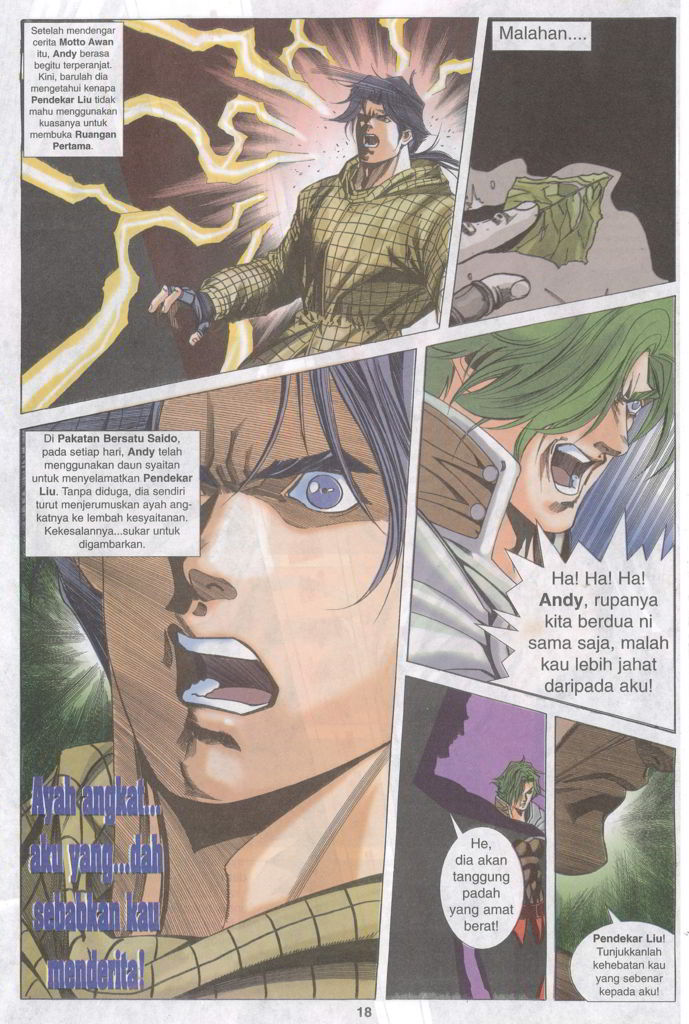 Setelah mendengar
cerita Motto Awan
itu, Andy berasa
begitu terperanjat.
Kini, barulah dia
mengetahui kenapa
Pendekar Liu tidak
mahu menggunakan
kuasanya untuk
membuka Ruangan
Pertama.
Malahan....
Di Pakatan Bersatu Saido,
pada setiap hari, Andy telah
menggunakan daun syaitan
untuk menyelamatkan Pendekar
Liu. Tanpa diduga, dia sendiri
turut menjerumuskan ayah ang-
katnya ke lembah kesyaitanan.
Kekesalannya...sukar untuk
digambarkan.
Ha! Ha! Ha!
Andy, rupanya
kita berdua ni
sama saja, malah
kau lebih jahat
daripada aku!
Ayah angkat...
aku yang...dah
sebabkan kau
menderita!
He,
dia akan
tanggung
padah
yang amat
berat!
Pendekar Liu!
Tunjukkanlah
kehebatan kau
yang sebenar
kepada aku!
18